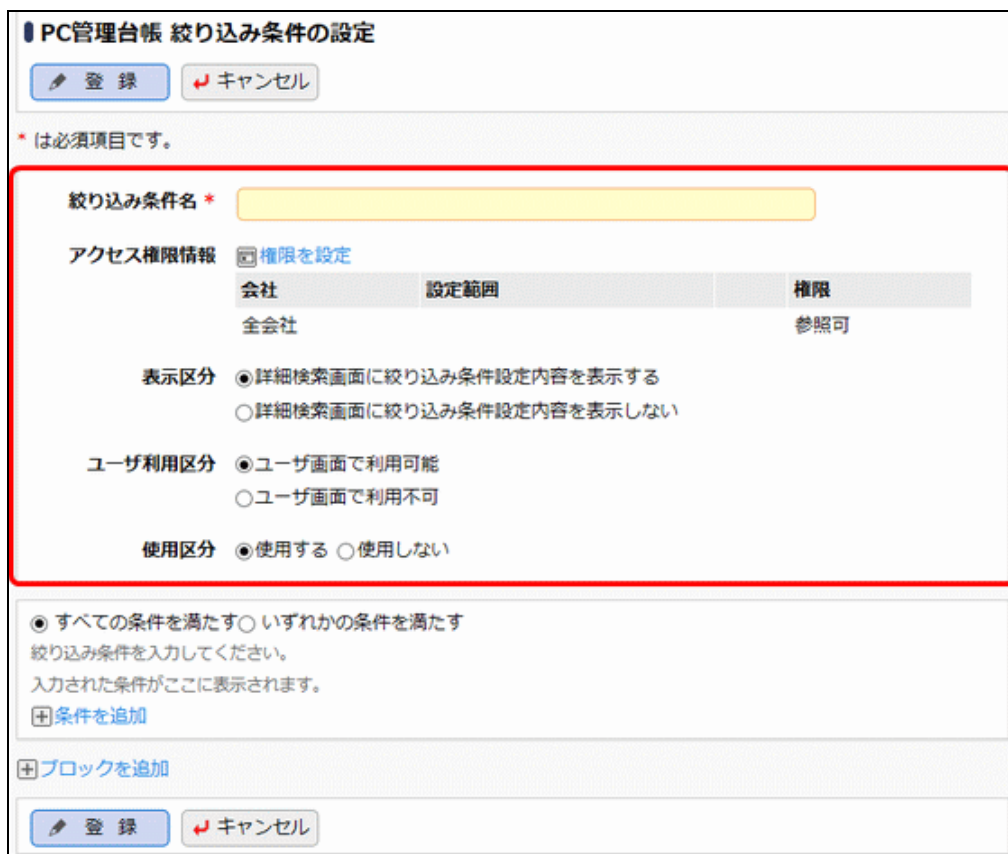 PC管理台帳 絞り込み条件の設定
登 録 キャンセル
* は必須項目です。
絞り込み条件名 *
アクセス権限情報 権限を設定
会社 設定範囲 権限
全会社 参照可
表示区分 詳細検索画面に絞り込み条件設定内容を表示する
詳細検索画面に絞り込み条件設定内容を表示しない
ユーザ利用区分 ユーザ画面で利用可能
ユーザ画面で利用不可
使用区分 使用する 使用しない
すべての条件を満たす いずれかの条件を満たす
絞り込み条件を入力してください。
入力された条件がここに表示されます。
条件を追加
ブロックを追加
登 録 キャンセル